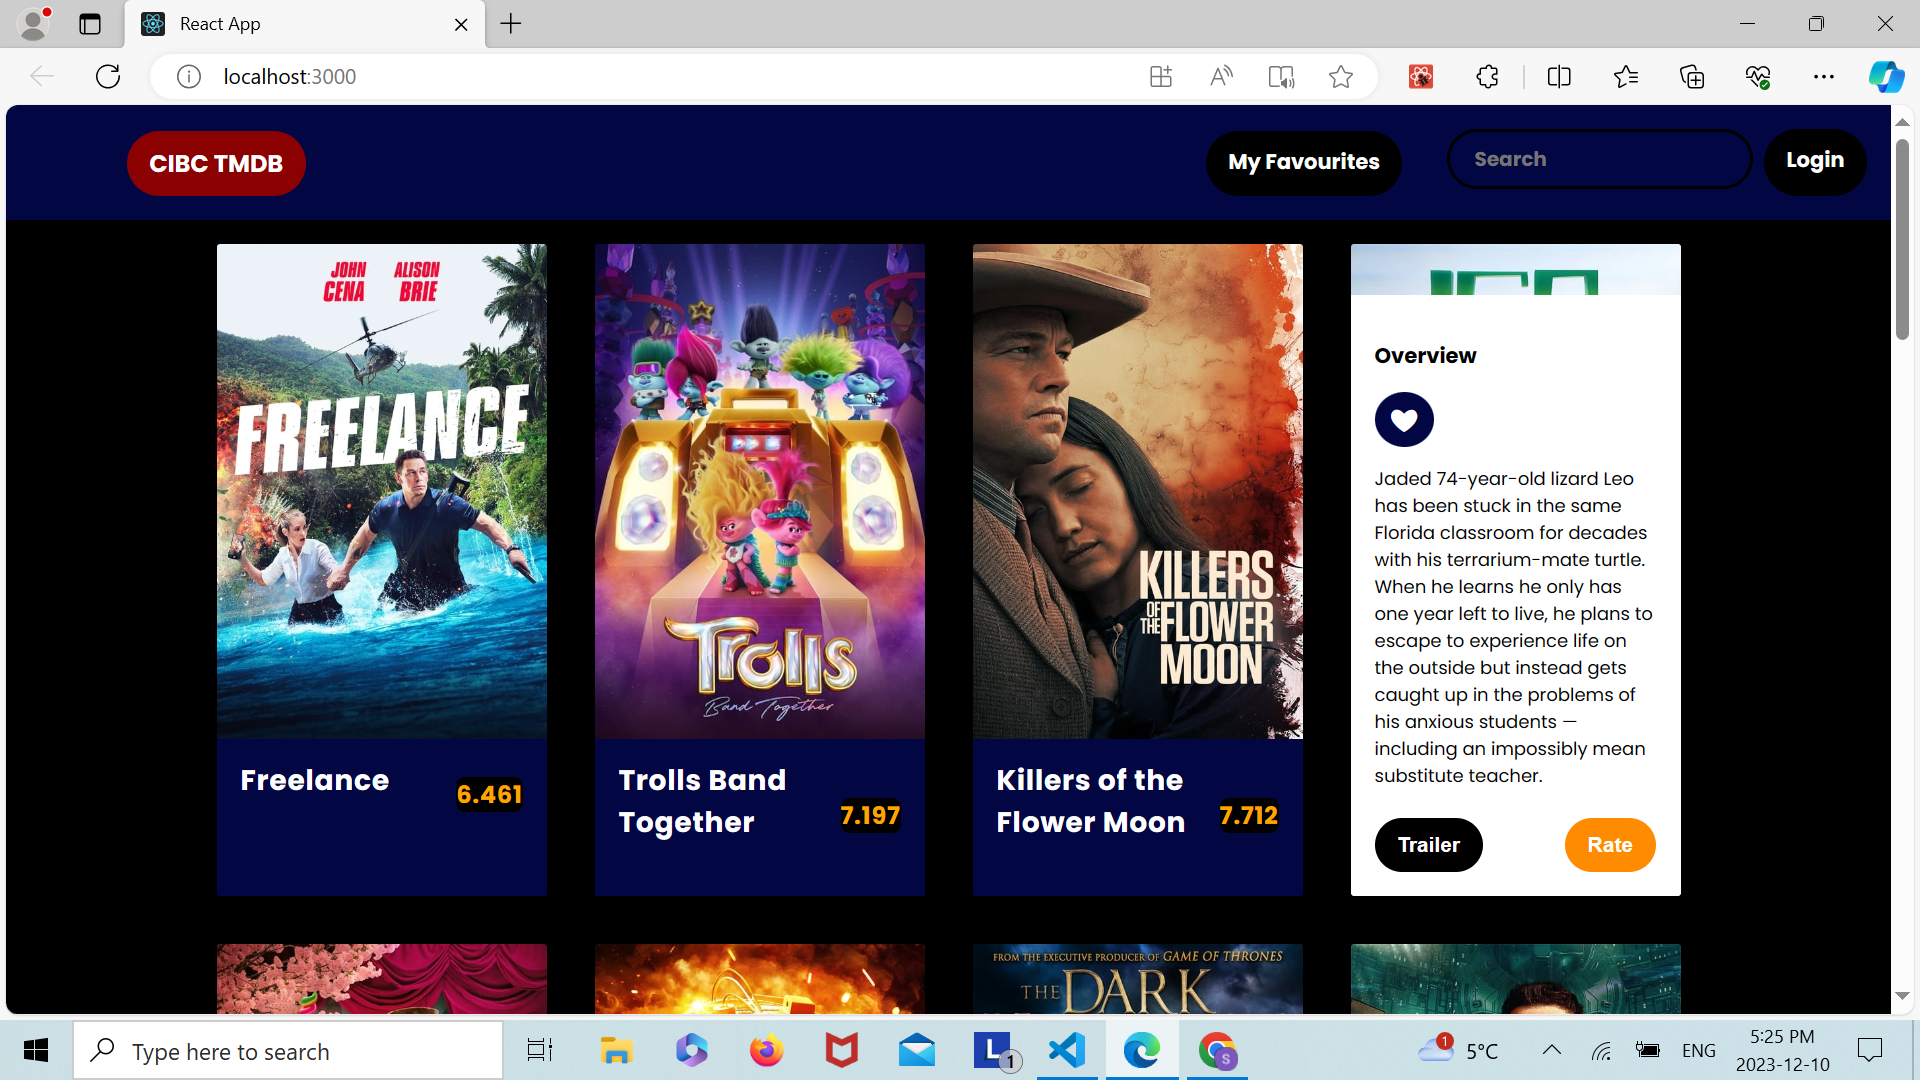 React App
localhost:3000
CIBC TMDB
My Favourites
Search
Login
JOHN CENA
ALISON BRIE
FREELANCE
Freelance
6.461
Trolls
Band Together
Trolls Band
Together
7.197
KILLERS
OF THE FLOWER
MOON
Killers of the
Flower Moon
7.712
Overview
Jaded 74-year-old lizard Leo
has been stuck in the same
Florida classroom for decades
with his terrarium-mate turtle.
When he learns he only has
one year left to live, he plans to
escape to experience life on
the outside but instead gets
caught up in the problems of
his anxious students —
including an impossibly mean
substitute teacher.
Trailer
Rate
FROM THE EXECUTIVE PRODUCER OF GAME OF THRONES
THE DARK
Type here to search
L
1
S
1
5°C
ENG
5:25 PM
2023-12-10